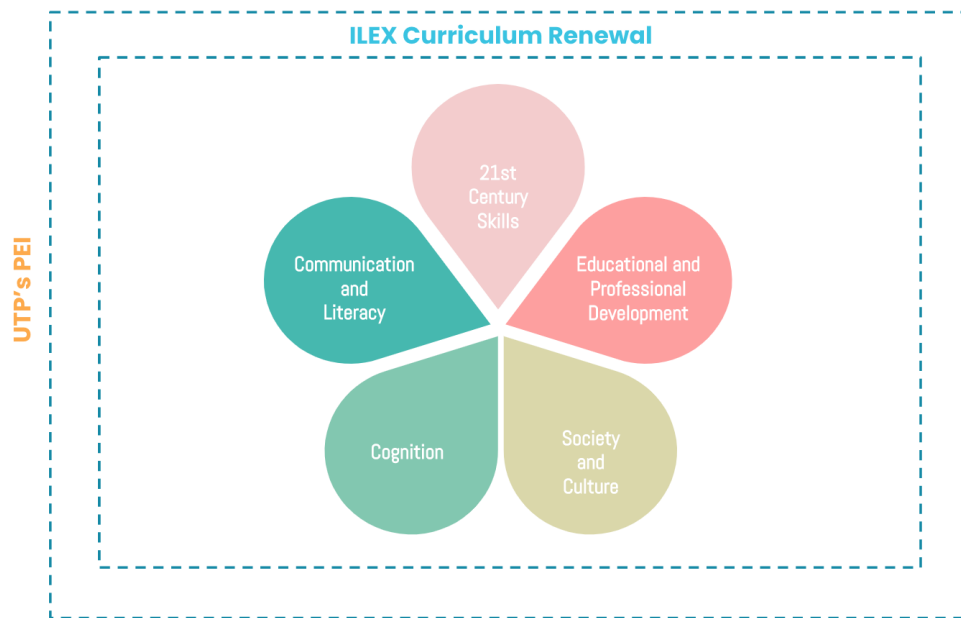 ILEX Curriculum Renewal
UTP's PEI
21st
Century
Skills
Communication
and
Literacy
Educational and
Professional
Development
Cognition
Society
and
Culture